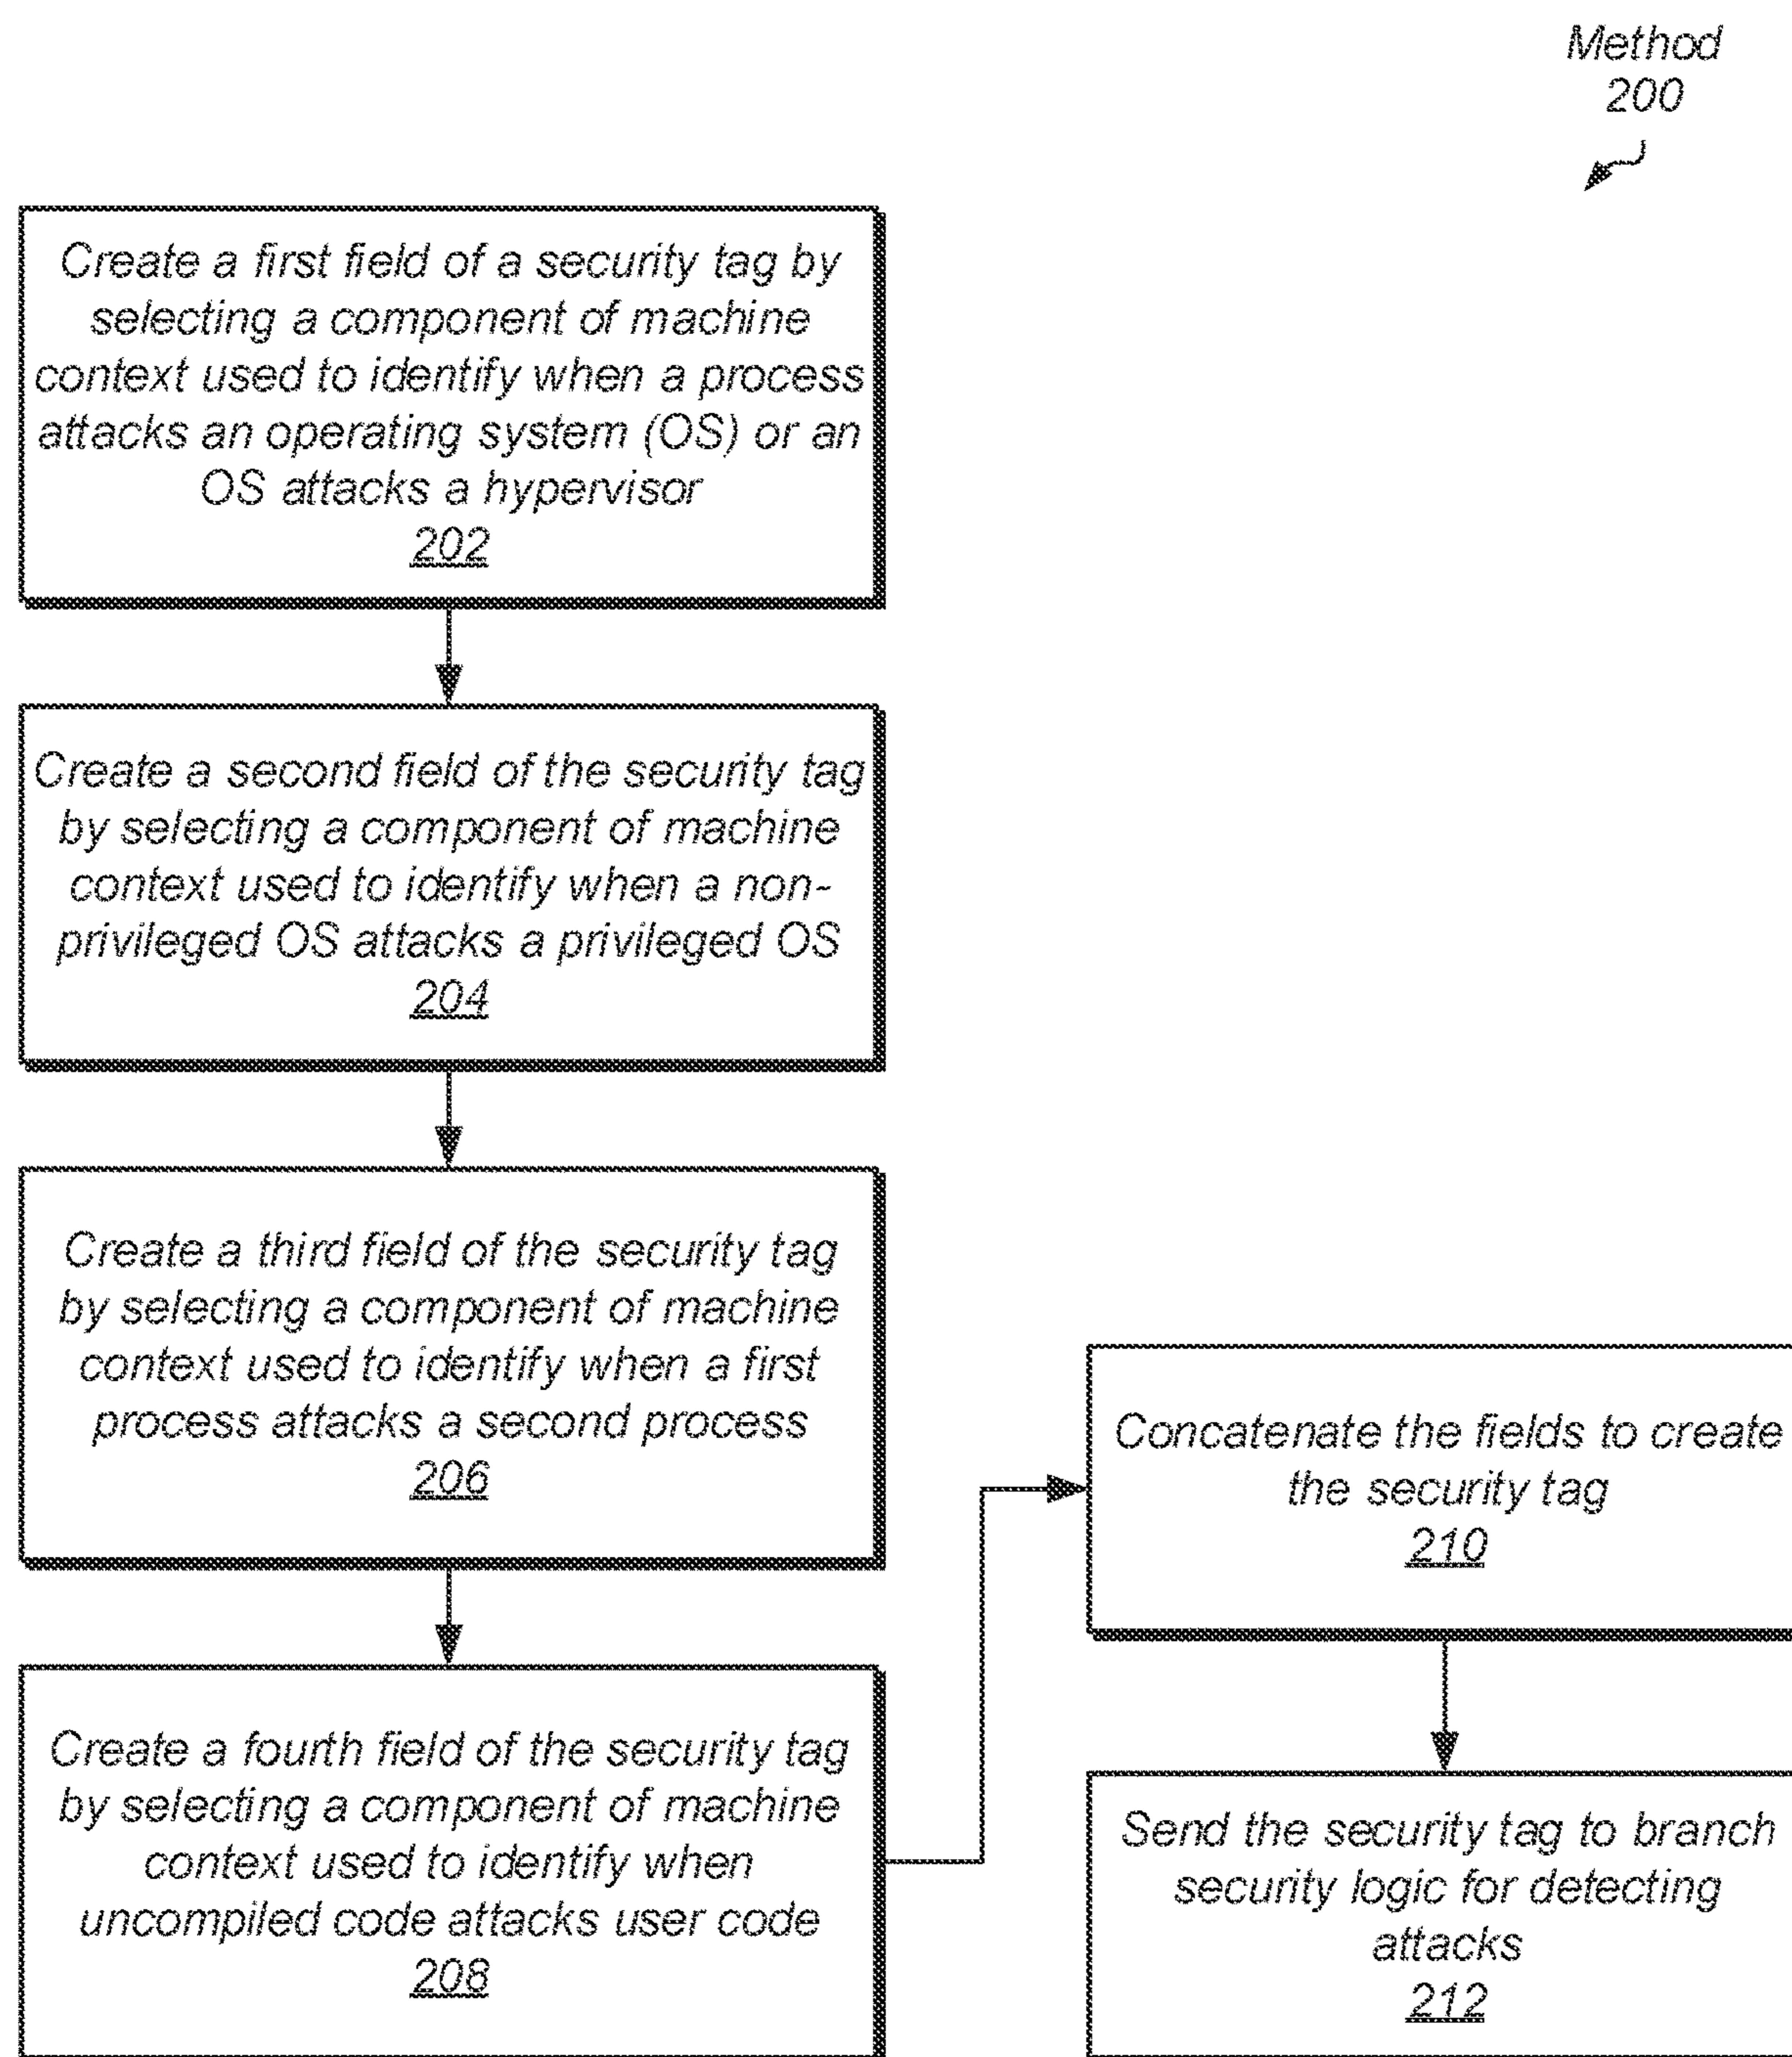 Method
200
Create a first field of a security tag by
selecting a component of machine
context used to identify when a process
attacks an operating system (OS) or an
OS attacks a hypervisor
202
Create a second field of the security tag
by selecting a component of machine
context used to identify when a non-
privileged OS attacks a privileged OS
204
Create a third field of the security tag
by selecting a component of machine
context used to identify when a first
process attacks a second process
206
Create a fourth field of the security tag
by selecting a component of machine
context used to identify when
uncompiled code attacks user code
208
Concatenate the fields to create
the security tag
210
Send the security tag to branch
security logic for detecting
attacks
212